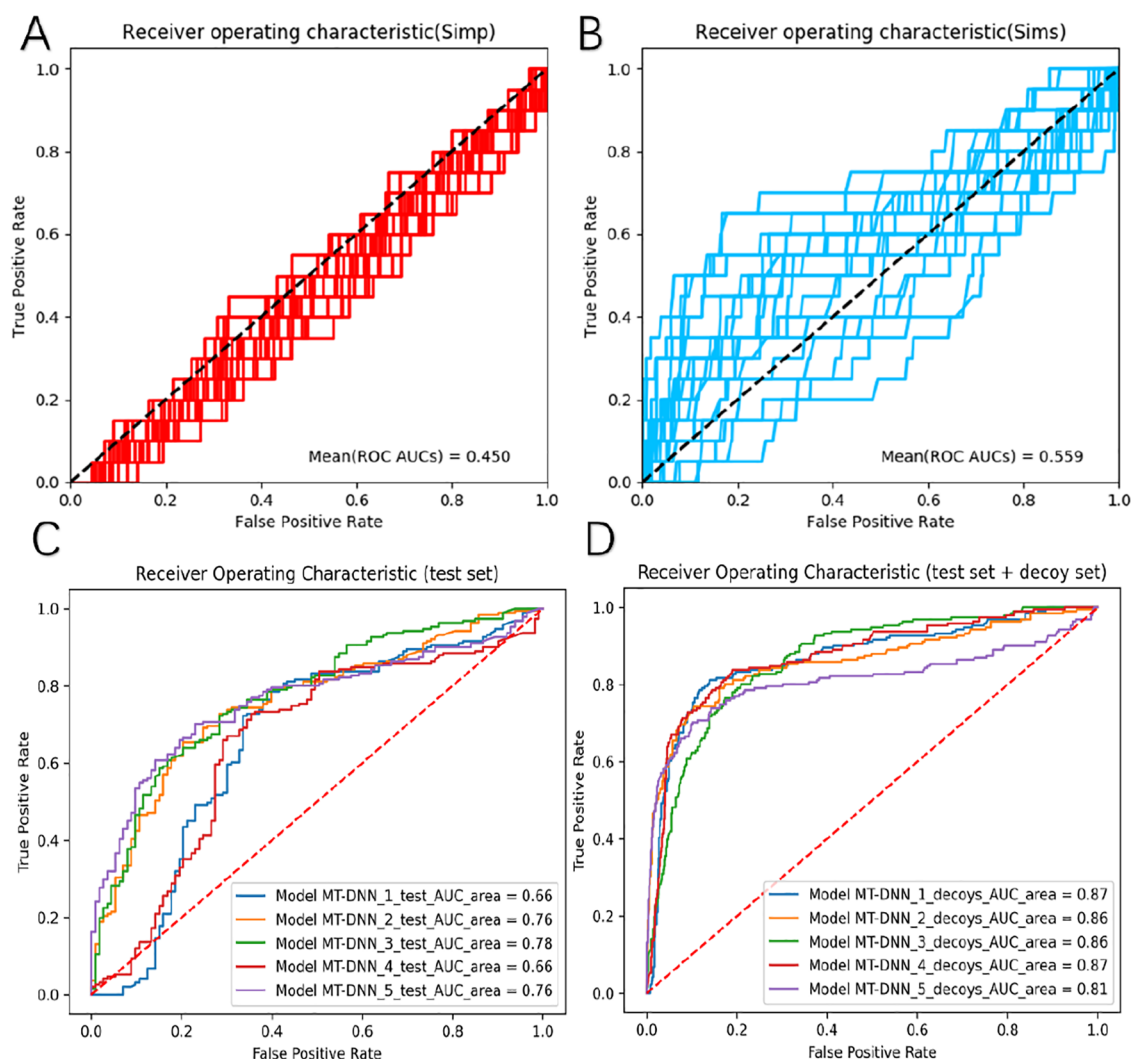 A
Receiver operating characteristic(Simp)
1.0
0.8
0.6
0.4
0.2
0.0
True Positive Rate
Mean(ROC AUCs) = 0.450
0.0 0.2 0.4 0.6 0.8 1.0
False Positive Rate
B
Receiver operating characteristic(Sims)
1.0
0.8
0.6
0.4
0.2
0.0
True Positive Rate
Mean(ROC AUCs) = 0.559
0.0 0.2 0.4 0.6 0.8 1.0
False Positive Rate
C
Receiver Operating Characteristic (test set)
1.0
0.8
0.6
0.4
0.2
0.0
True Positive Rate
Model MT-DNN_1_test_AUC_area = 0.66
Model MT-DNN_2_test_AUC_area = 0.76
Model MT-DNN_3_test_AUC_area = 0.78
Model MT-DNN_4_test_AUC_area = 0.66
Model MT-DNN_5_test_AUC_area = 0.76
0.0 0.2 0.4 0.6 0.8 1.0
False Positive Rate
D
Receiver Operating Characteristic (test set + decoy set)
1.0
0.8
0.6
0.4
0.2
0.0
True Positive Rate
Model MT-DNN_1_decoys_AUC_area = 0.87
Model MT-DNN_2_decoys_AUC_area = 0.86
Model MT-DNN_3_decoys_AUC_area = 0.86
Model MT-DNN_4_decoys_AUC_area = 0.87
Model MT-DNN_5_decoys_AUC_area = 0.81
0.0 0.2 0.4 0.6 0.8 1.0
False Positive Rate